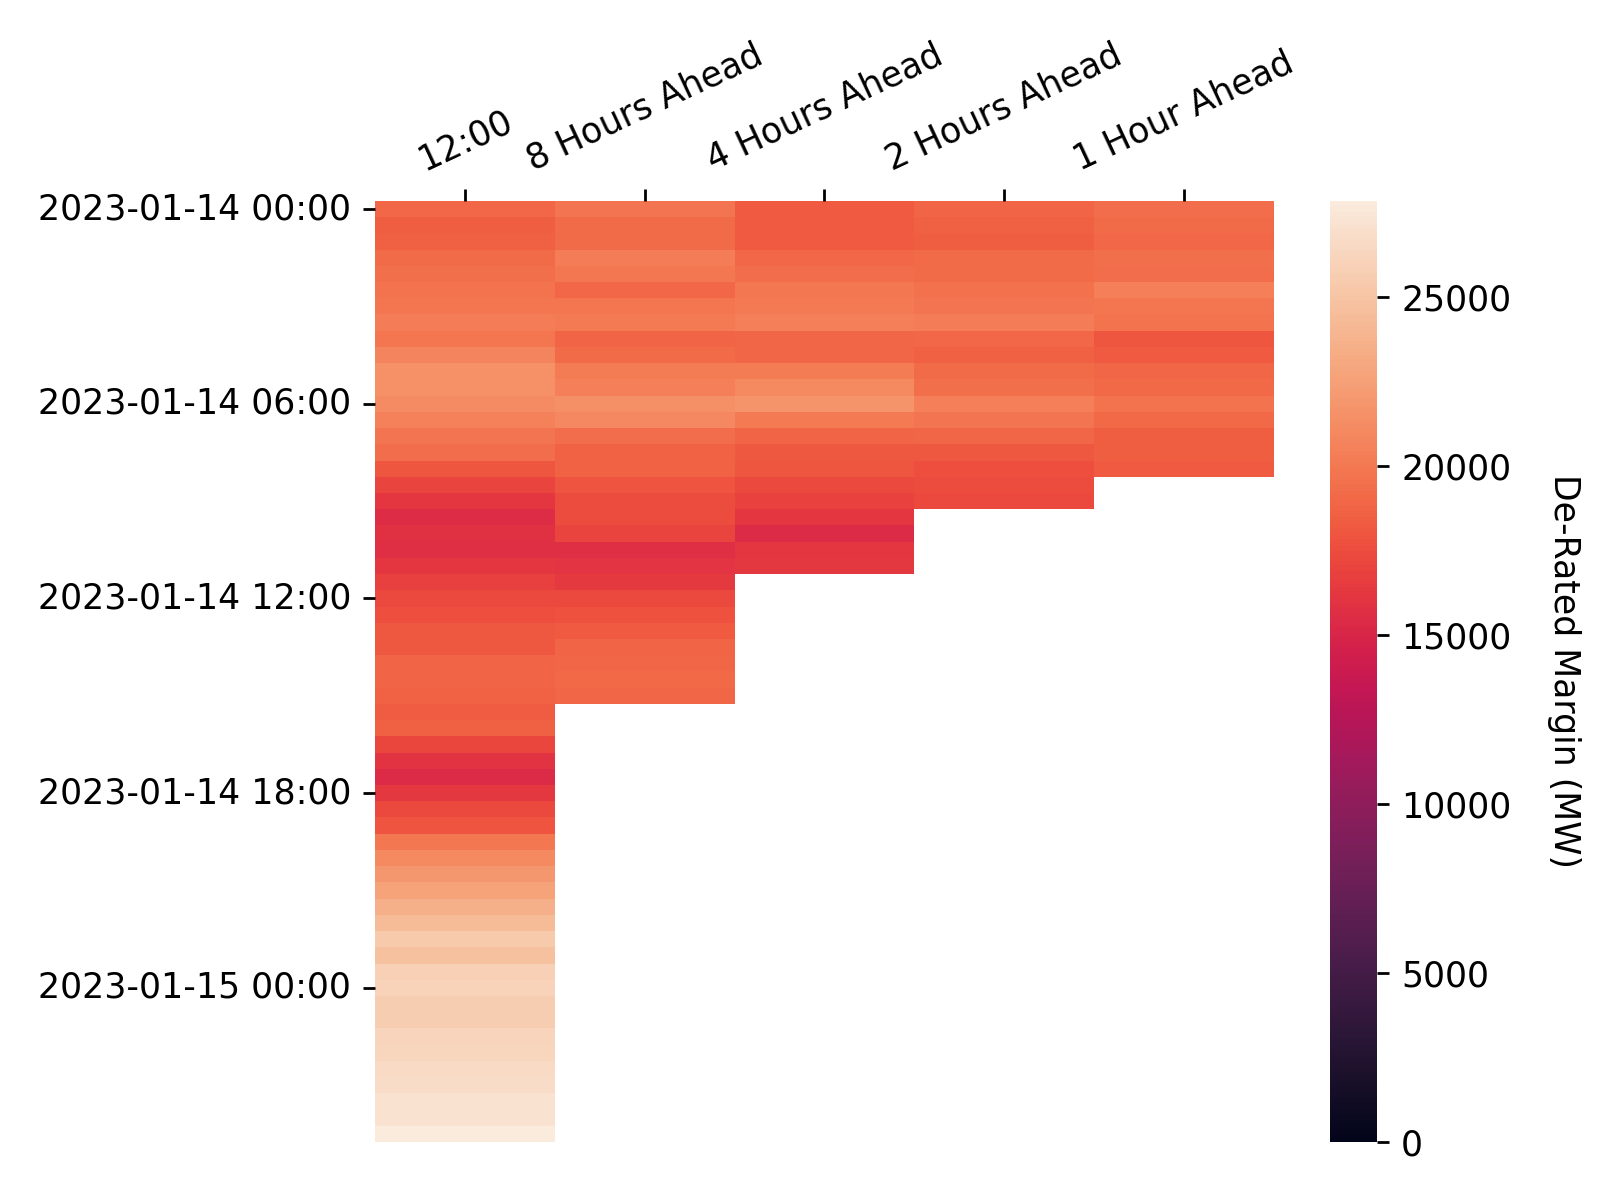 12:00
8 Hours Ahead
4 Hours Ahead
2 Hours Ahead
1 Hour Ahead
2023-01-14 00:00
2023-01-14 06:00
2023-01-14 12:00
2023-01-14 18:00
2023-01-15 00:00
25000
20000
15000
10000
5000
0
De-Rated Margin (MW)